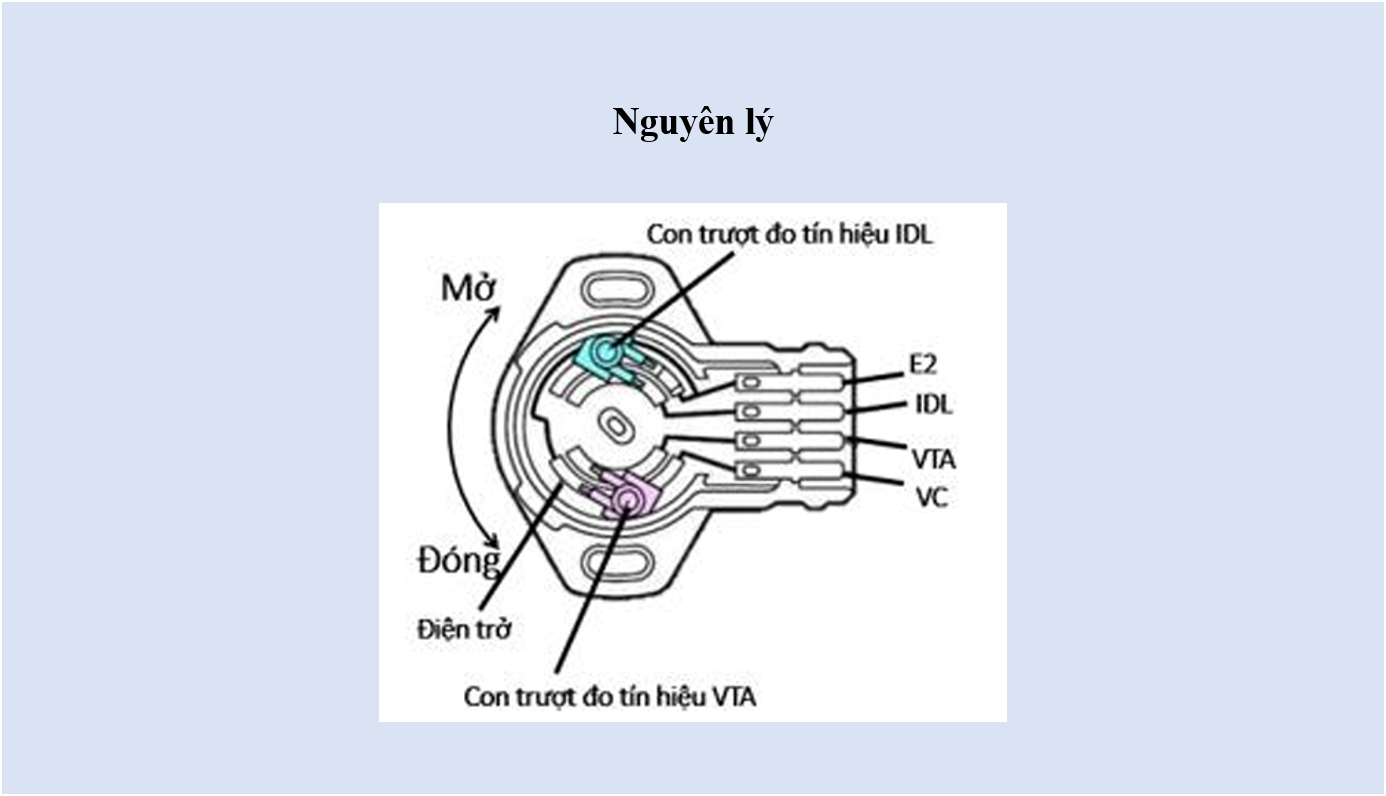 Nguyên lý
Con trượt đo tín hiệu IDL
Mở
E2
IDL
VTA
VC
Đóng
Điện trở
Con trượt đo tín hiệu VTA